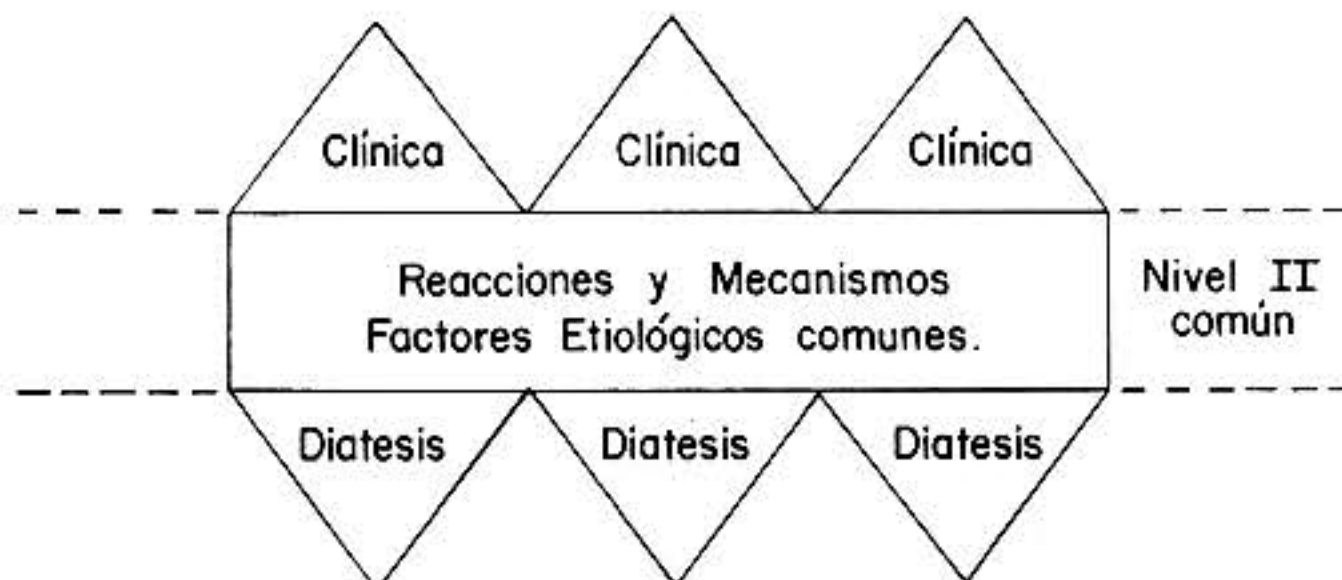 Clínica Clínica Clínica
Reacciones y Mecanismos
Factores Etiológicos comunes.
Nivel II
común
Diatesis Diatesis Diatesis